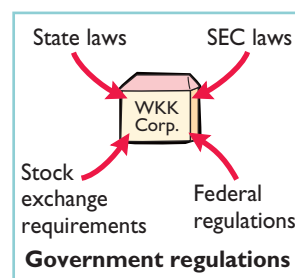 State laws
SEC laws
WKK
Corp.
Stock
exchange
requirements
Federal
regulations
Government regulations